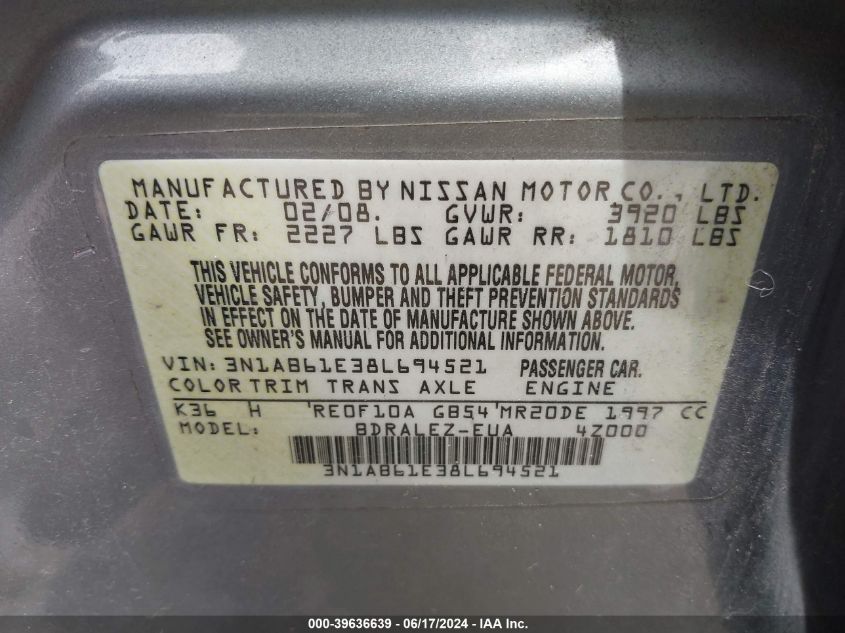 MANUFACTURED BY NISSAN MOTOR CO., LTD.
DATE: 02/08. GVWR: 3920 LBS
GAWR FR: 2227 LBS GAWR RR: 1810 LBS
THIS VEHICLE CONFORMS TO ALL APPLICABLE FEDERAL MOTOR,
VEHICLE SAFETY, BUMPER AND THEFT PREVENTION STANDARDS
IN EFFECT ON THE DATE OF MANUFACTURE SHOWN ABOVE.
SEE OWNER'S MANUAL FOR ADDITIONAL INFORMATION.
VIN: 3N1AB61E38L694521 PASSENGER CAR.
COLOR TRIM TRANS AXLE ENGINE
K36 H RE0F10A GB54 MR20DE 1997 CC
MODEL: BDRALEZ-EUA 4Z000
3N1AB61E38L694521
000-39636639 - 06/17/2024 - IAA Inc.